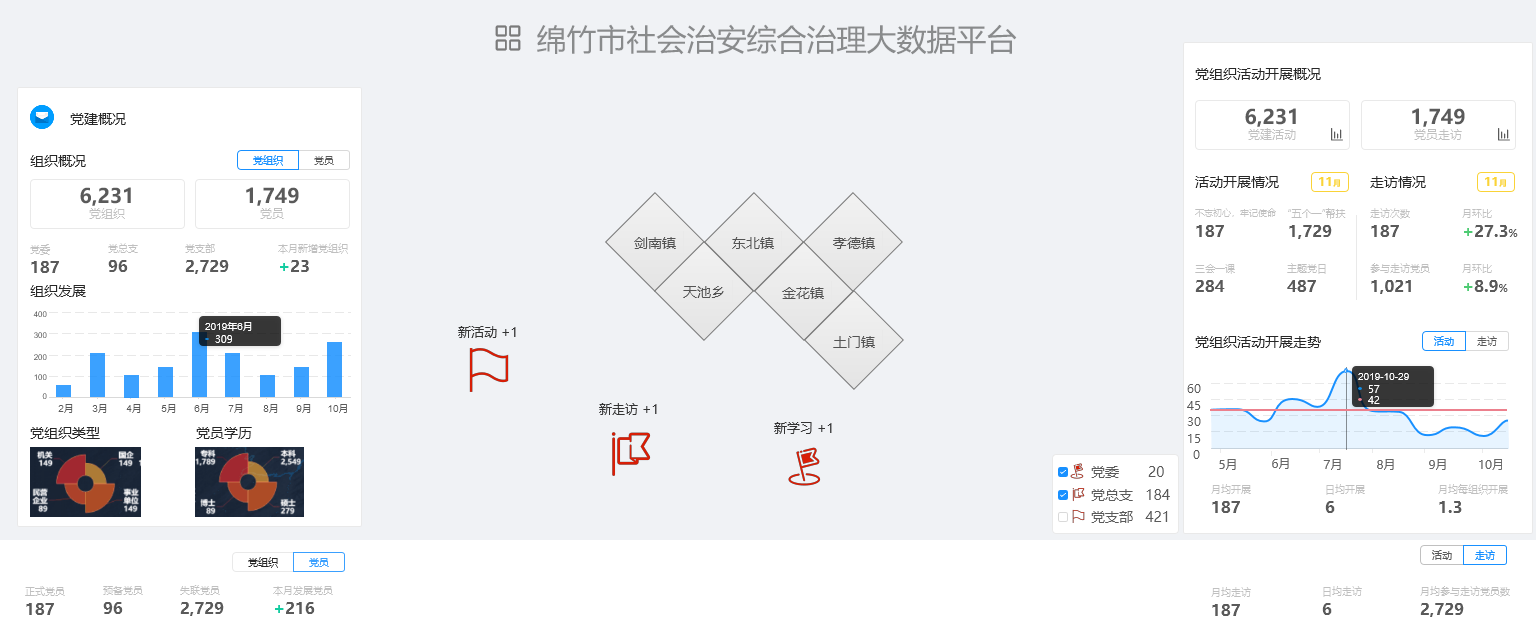 绵竹市社会治安综合治理大数据平台
党建概况
组织概况
党组织 党员
6,231
党组织
1,749
党员
党委 党总支 党支部 本月新增党组织
187 96 2,729 +23
组织发展
400
300
200
100
0
2019年6月
309
2月 3月 4月 5月 6月 7月 8月 9月 10月
党组织类型 党员学历
机关
149
国企
149
民营
企业
89
事业
单位
149
专科
1,789
本科
2,549
博士
89
硕士
279
剑南镇 东北镇 孝德镇
天池乡 金花镇
土门镇
新活动 +1
新走访 +1
新学习 +1
党委 20
党总支 184
党支部 421
党组织活动开展概况
6,231
党建活动
1,749
党员走访
活动开展情况 11月 走访情况 11月
不忘初心，牢记使命 “五个一”帮扶 走访次数 月环比
187 1,729 187 +27.3%
三会一课 主题党日 参与走访党员 月环比
284 487 1,021 +8.9%
党组织活动开展走势
活动 走访
60
45
30
15
0
2019-10-29
57
42
5月 6月 7月 8月 9月 10月
月均开展 日均开展 月均每组织开展
187 6 1.3
党组织 党员
正式党员 预备党员 失联党员 本月发展党员
187 96 2,729 +216
活动 走访
月均走访 日均走访 月均参与走访党员数
187 6 2,729